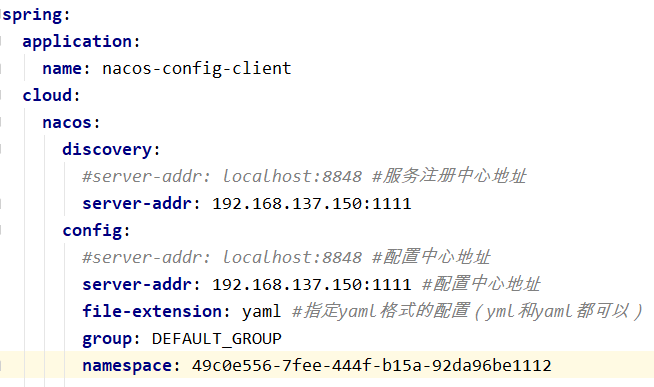 spring:
application:
name: nacos-config-client
cloud:
nacos:
discovery:
#server-addr: localhost:8848 #服务注册中心地址
server-addr: 192.168.137.150:1111
config:
#server-addr: localhost:8848 #配置中心地址
server-addr: 192.168.137.150:1111 #配置中心地址
file-extension: yaml #指定yaml格式的配置（yml和yaml都可以）
group: DEFAULT_GROUP
namespace: 49c0e556-7fee-444f-b15a-92da96be1112